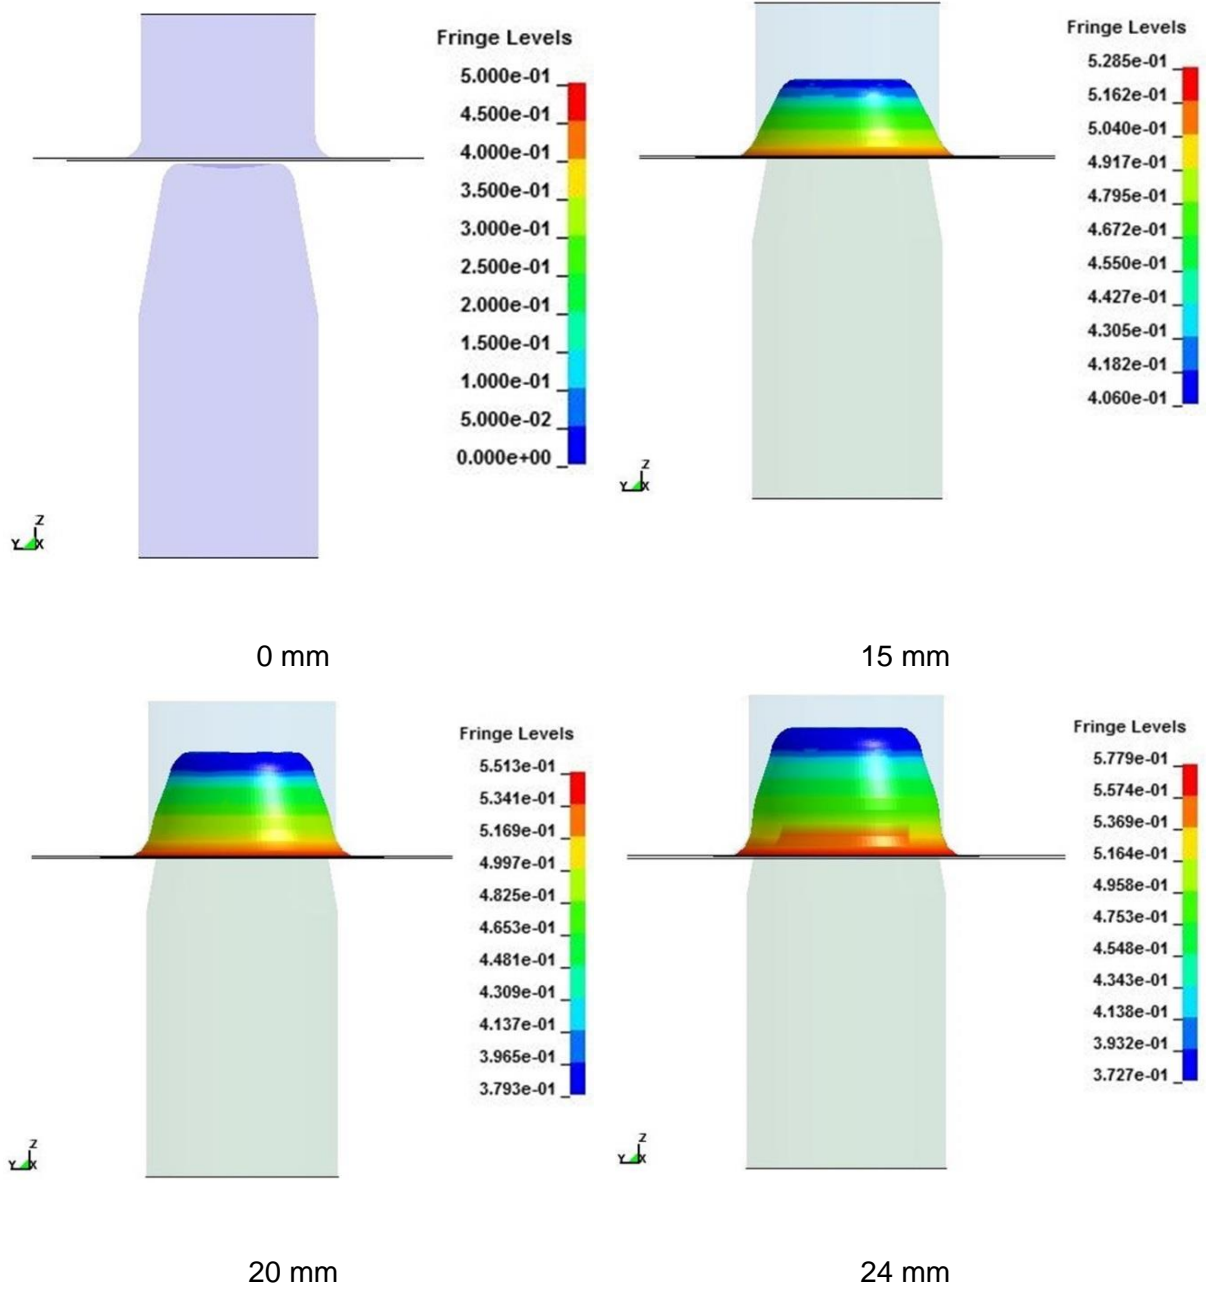 Fringe Levels
5.000e-01
4.500e-01
4.000e-01
3.500e-01
3.000e-01
2.500e-01
2.000e-01
1.500e-01
1.000e-01
5.000e-02
0.000e+00
Z
Y X
0 mm
Fringe Levels
5.285e-01
5.162e-01
5.040e-01
4.917e-01
4.795e-01
4.672e-01
4.550e-01
4.427e-01
4.305e-01
4.182e-01
4.060e-01
Z
Y X
15 mm
Fringe Levels
5.513e-01
5.341e-01
5.169e-01
4.997e-01
4.825e-01
4.653e-01
4.481e-01
4.309e-01
4.137e-01
3.965e-01
3.793e-01
Z
Y X
20 mm
Fringe Levels
5.779e-01
5.574e-01
5.369e-01
5.164e-01
4.958e-01
4.753e-01
4.548e-01
4.343e-01
4.138e-01
3.932e-01
3.727e-01
Z
Y X
24 mm